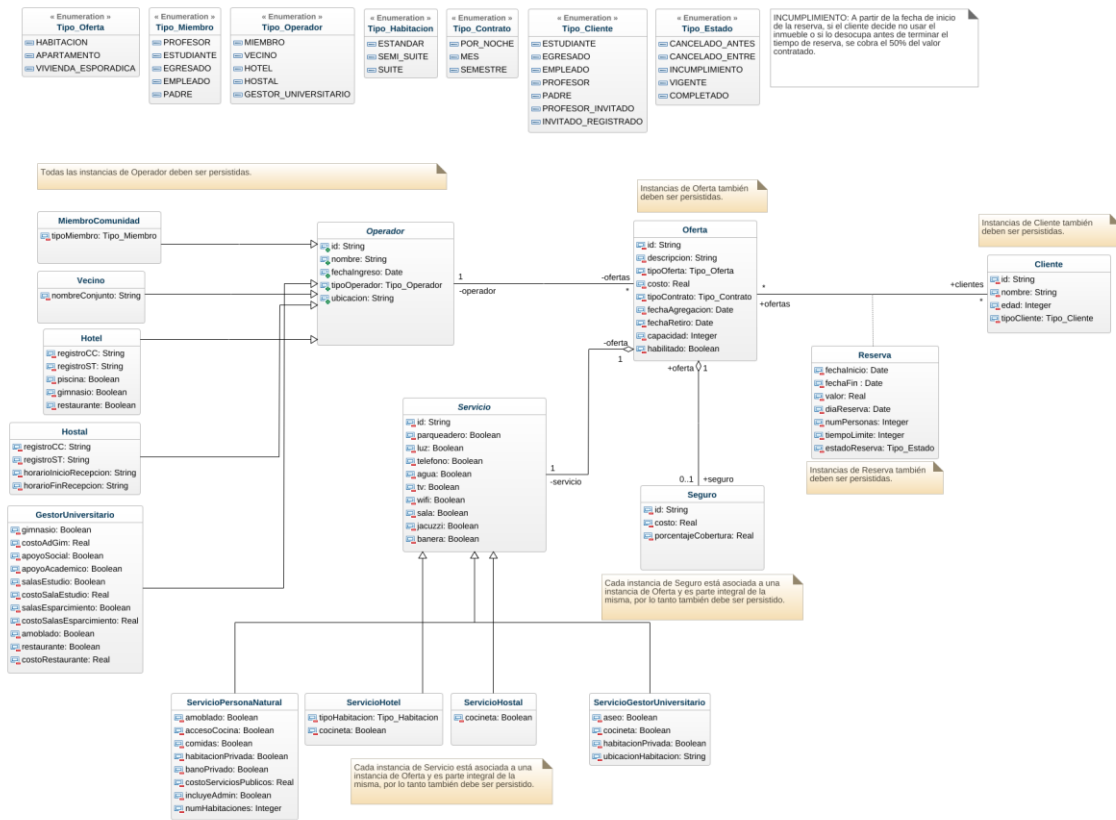 « Enumeration »
Tipo_Oferta
HABITACION
APARTAMENTO
VIVIENDA_ESPORADICA
« Enumeration »
Tipo_Miembro
PROFESOR
ESTUDIANTE
EGRESADO
EMPLEADO
PADRE
« Enumeration »
Tipo_Operador
MIEMBRO
VECINO
HOTEL
HOSTAL
GESTOR_UNIVERSITARIO
« Enumeration »
Tipo_Habitacion
ESTANDAR
SEMI_SUITE
SUITE
« Enumeration »
Tipo_Contrato
POR_NOCHE
MES
SEMESTRE
« Enumeration »
Tipo_Cliente
ESTUDIANTE
EGRESADO
EMPLEADO
PROFESOR
PADRE
PROFESOR_INVITADO
INVITADO_REGISTRADO
« Enumeration »
Tipo_Estado
CANCELADO_ANTES
CANCELADO_ENTRE
INCUMPLIMIENTO
VIGENTE
COMPLETADO
INCUMPLIMIENTO: A partir de la fecha de inicio
de la reserva, si el cliente decide no usar el
inmueble o si lo desocupa antes de terminar el
tiempo de reserva, se cobra el 50% del valor
contratado.
Todas las instancias de Operador deben ser persistidas.
Instancias de Oferta también
deben ser persistidas.
Instancias de Cliente también
deben ser persistidas.
MiembroComunidad
tipoMiembro: Tipo_Miembro
Vecino
nombreConjunto: String
Hotel
registroCC: String
registroST: String
piscina: Boolean
gimnasio: Boolean
restaurante: Boolean
Hostal
registroCC: String
registroST: String
horarioInicioRecepcion: String
horarioFinRecepcion: String
GestorUniversitario
gimnasio: Boolean
costoAdGim: Real
apoyoSocial: Boolean
apoyoAcademico: Boolean
salasEstudio: Boolean
costoSalaEstudio: Real
salasEsparcimiento: Boolean
costoSalasEsparcimiento: Real
amoblado: Boolean
restaurante: Boolean
costoRestaurante: Real
Operador
id: String
nombre: String
fechaIngreso: Date
tipoOperador: Tipo_Operador
ubicacion: String
1
-operador
-ofertas
*
Oferta
id: String
descripcion: String
tipoOferta: Tipo_Oferta
costo: Real
tipoContrato: Tipo_Contrato
fechaAgregacion: Date
fechaRetiro: Date
capacidad: Integer
habilitado: Boolean
*
+ofertas
+clientes
*
Cliente
id: String
nombre: String
edad: Integer
tipoCliente: Tipo_Cliente
-oferta
1
+oferta
1
Reserva
fechaInicio: Date
fechaFin : Date
valor: Real
diaReserva: Date
numPersonas: Integer
tiempoLimite: Integer
estadoReserva: Tipo_Estado
Instancias de Reserva también
deben ser persistidas.
Servicio
id: String
parqueadero: Boolean
luz: Boolean
telefono: Boolean
agua: Boolean
tv: Boolean
wifi: Boolean
sala: Boolean
jacuzzi: Boolean
banera: Boolean
1
-servicio
0..1
+seguro
Seguro
id: String
costo: Real
porcentajeCobertura: Real
Cada instancia de Seguro está asociada a una
instancia de Oferta y es parte integral de la
misma, por lo tanto también debe ser persistido.
ServicioPersonaNatural
amoblado: Boolean
accesoCocina: Boolean
comidas: Boolean
habitacionPrivada: Boolean
banoPrivado: Boolean
costoServiciosPublicos: Real
incluyeAdmin: Boolean
numHabitaciones: Integer
ServicioHotel
tipoHabitacion: Tipo_Habitacion
cocineta: Boolean
ServicioHostal
cocineta: Boolean
ServicioGestorUniversitario
aseo: Boolean
cocineta: Boolean
habitacionPrivada: Boolean
ubicacionHabitacion: String
Cada instancia de Servicio está asociada a una
instancia de Oferta y es parte integral de la
misma, por lo tanto también debe ser persistido.